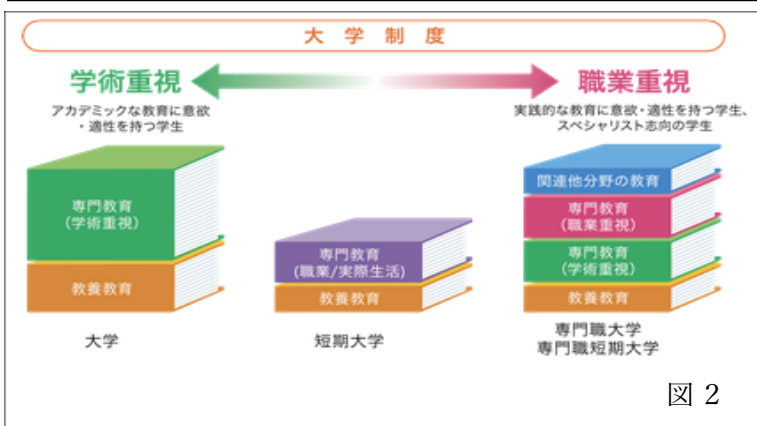 大学制度
学術重視
アカデミックな教育に意欲
・適性を持つ学生
職業重視
実践的な教育に意欲・適性を持つ学生、
スペシャリスト志向の学生
専門教育
(学術重視)
教養教育
大学
専門教育
(職業/実際生活)
教養教育
短期大学
関連他分野の教育
専門教育
(職業重視)
専門教育
(学術重視)
教養教育
専門職大学
専門職短期大学
図 2